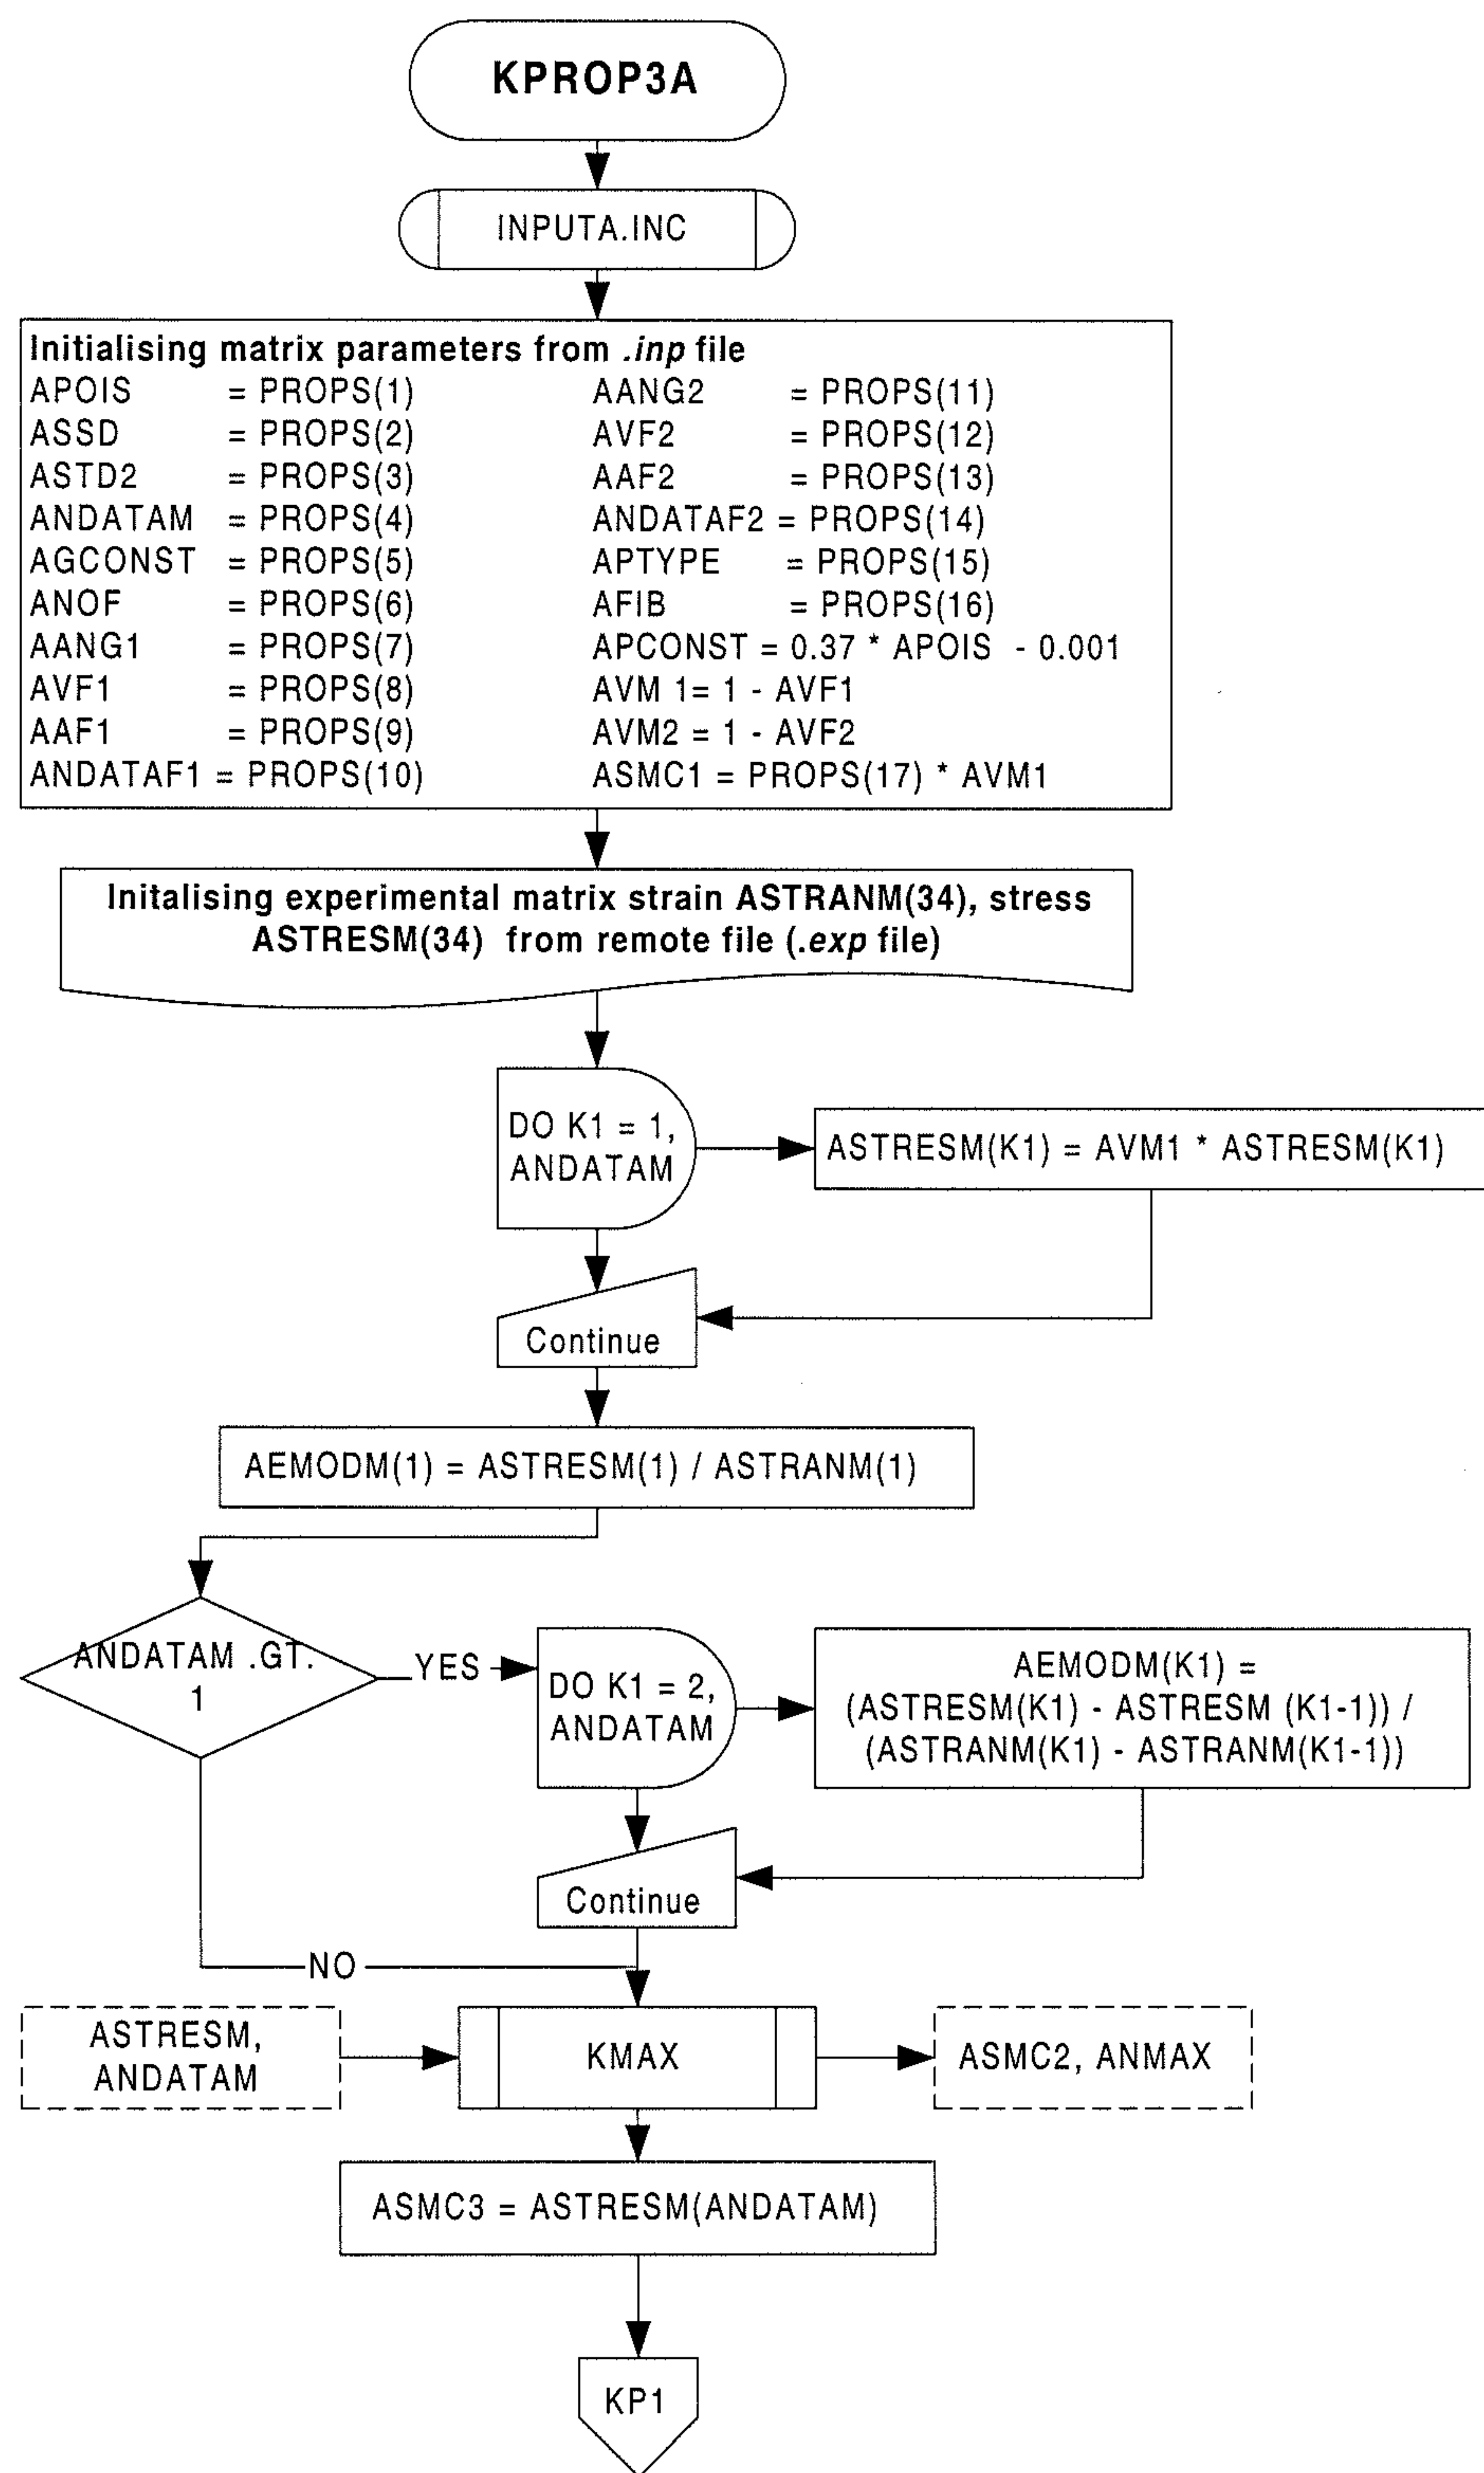 KPROP3A
INPUTA.INC
Initialising matrix parameters from .inp file
APOIS = PROPS(1) AANG2 = PROPS(11)
ASSD = PROPS(2) AVF2 = PROPS(12)
ASTD2 = PROPS(3) AAF2 = PROPS(13)
ANDATAM = PROPS(4) ANDATAF2 = PROPS(14)
AGCONST = PROPS(5) APTYPE = PROPS(15)
ANOF = PROPS(6) AFIB = PROPS(16)
AANG1 = PROPS(7) APCONST = 0.37 * APOIS - 0.001
AVF1 = PROPS(8) AVM 1= 1 - AVF1
AAF1 = PROPS(9) AVM2 = 1 - AVF2
ANDATAF1 = PROPS(10) ASMC1 = PROPS(17) * AVM1
Initalising experimental matrix strain ASTRANM(34), stress
ASTRESM(34) from remote file (.exp file)
DO K1 = 1,
ANDATAM
ASTRESM(K1) = AVM1 * ASTRESM(K1)
Continue
AEMODM(1) = ASTRESM(1) / ASTRANM(1)
ANDATAM .GT.
1
YES
DO K1 = 2,
ANDATAM
AEMODM(K1) =
(ASTRESM(K1) - ASTRESM (K1-1)) /
(ASTRANM(K1) - ASTRANM(K1-1))
Continue
NO
ASTRESM,
ANDATAM
KMAX
ASMC2, ANMAX
ASMC3 = ASTRESM(ANDATAM)
KP1